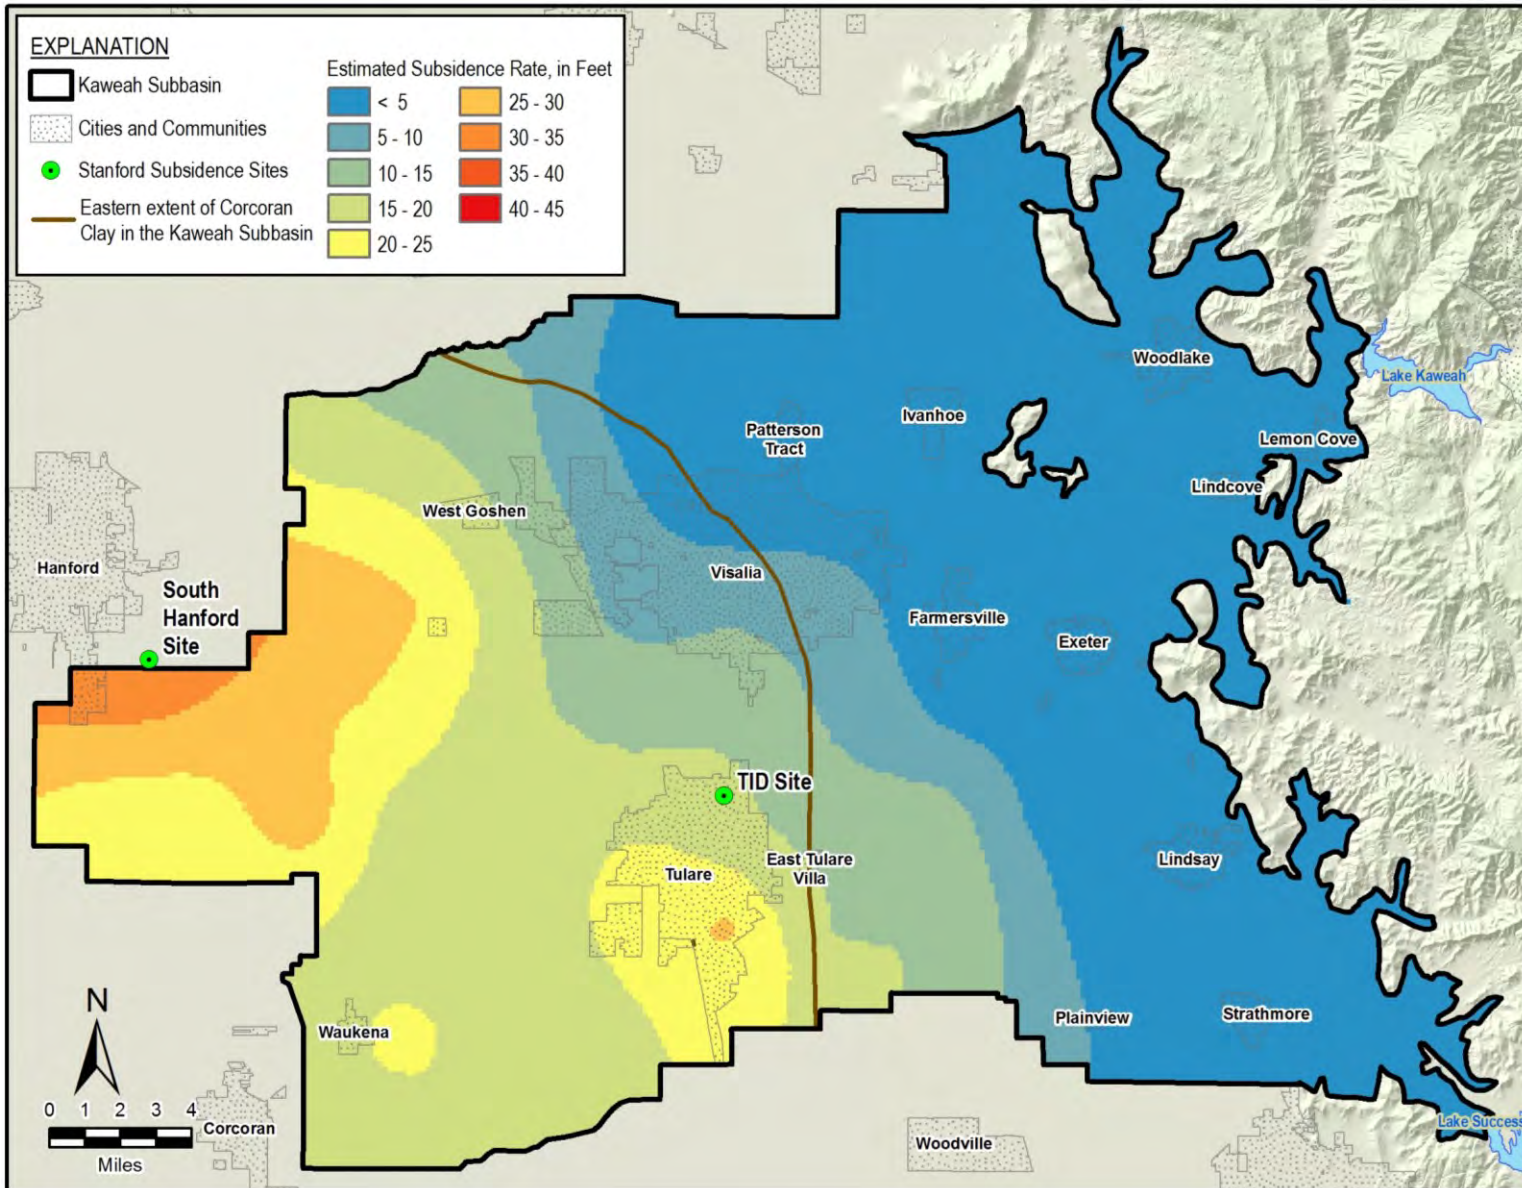 EXPLANATION
Kaweah Subbasin
Cities and Communities
Stanford Subsidence Sites
Eastern extent of Corcoran
Clay in the Kaweah Subbasin
Estimated Subsidence Rate, in Feet
< 5
5 - 10
10 - 15
15 - 20
20 - 25
25 - 30
30 - 35
35 - 40
40 - 45
Woodlake
Lake Kaweah
Ivanhoe
Patterson
Tract
Lemon Cove
Lindcove
West Goshen
Hanford
Visalia
South
Hanford
Site
Farmersville
Exeter
TID Site
East Tulare
Villa
Tulare
Lindsay
Waukena
Plainview
Strathmore
N
0 1 2 3 4
Miles
Corcoran
Woodville
Lake Success